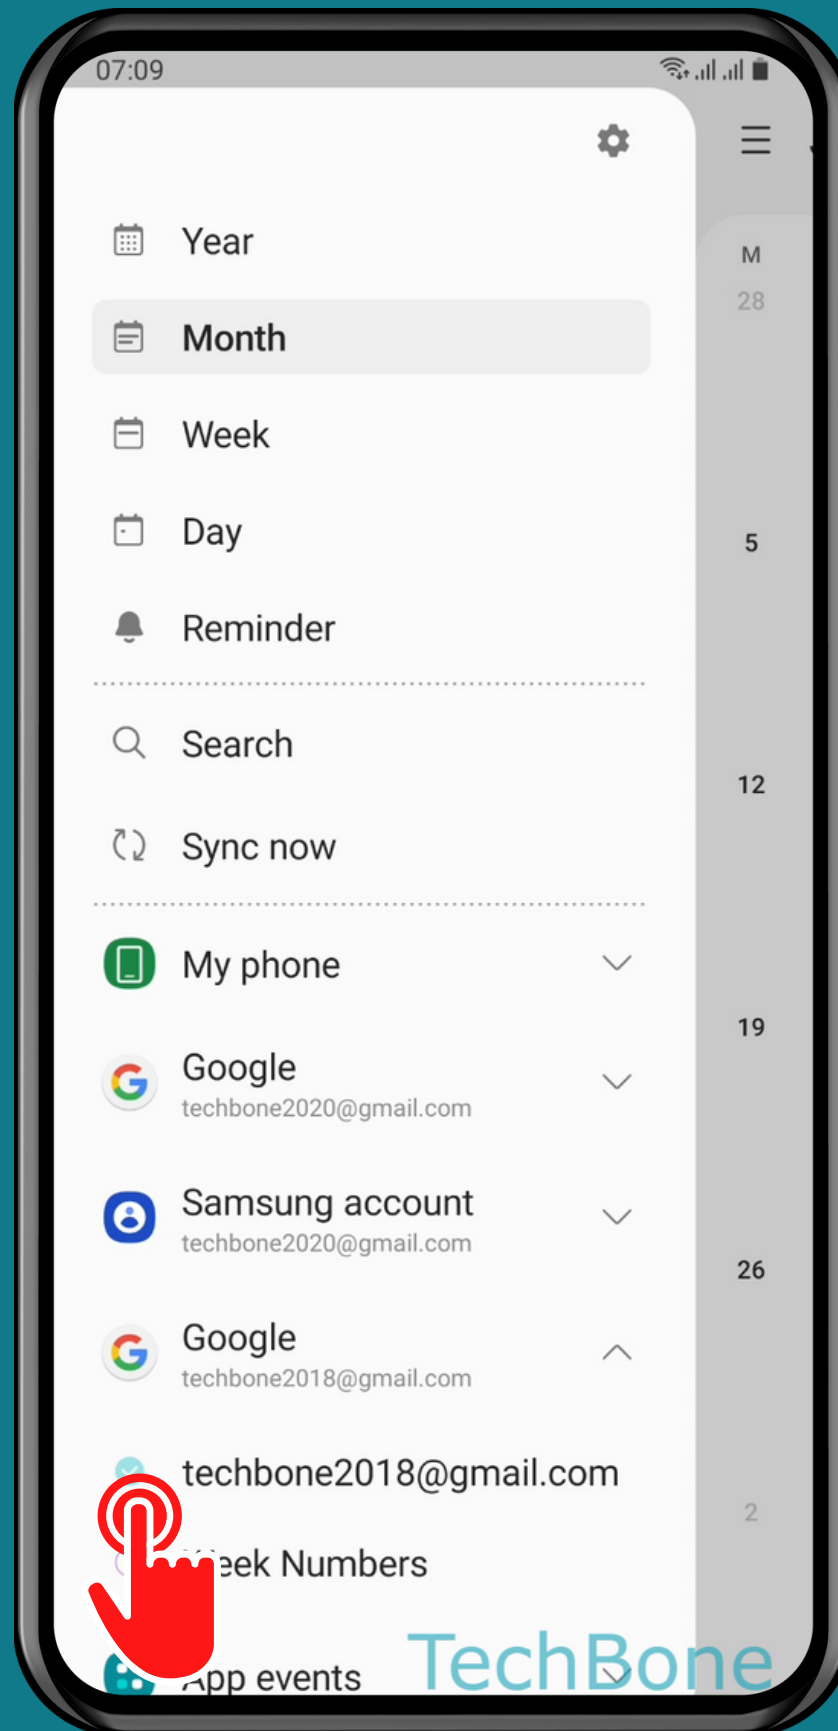 07:09
Year
Month
Week
Day
Reminder
Search
Sync now
My phone
Google
techbone2020@gmail.com
Samsung account
techbone2020@gmail.com
Google
techbone2018@gmail.com
techbone2018@gmail.com
Week Numbers
App events
M
28
5
12
19
26
2
TechBone